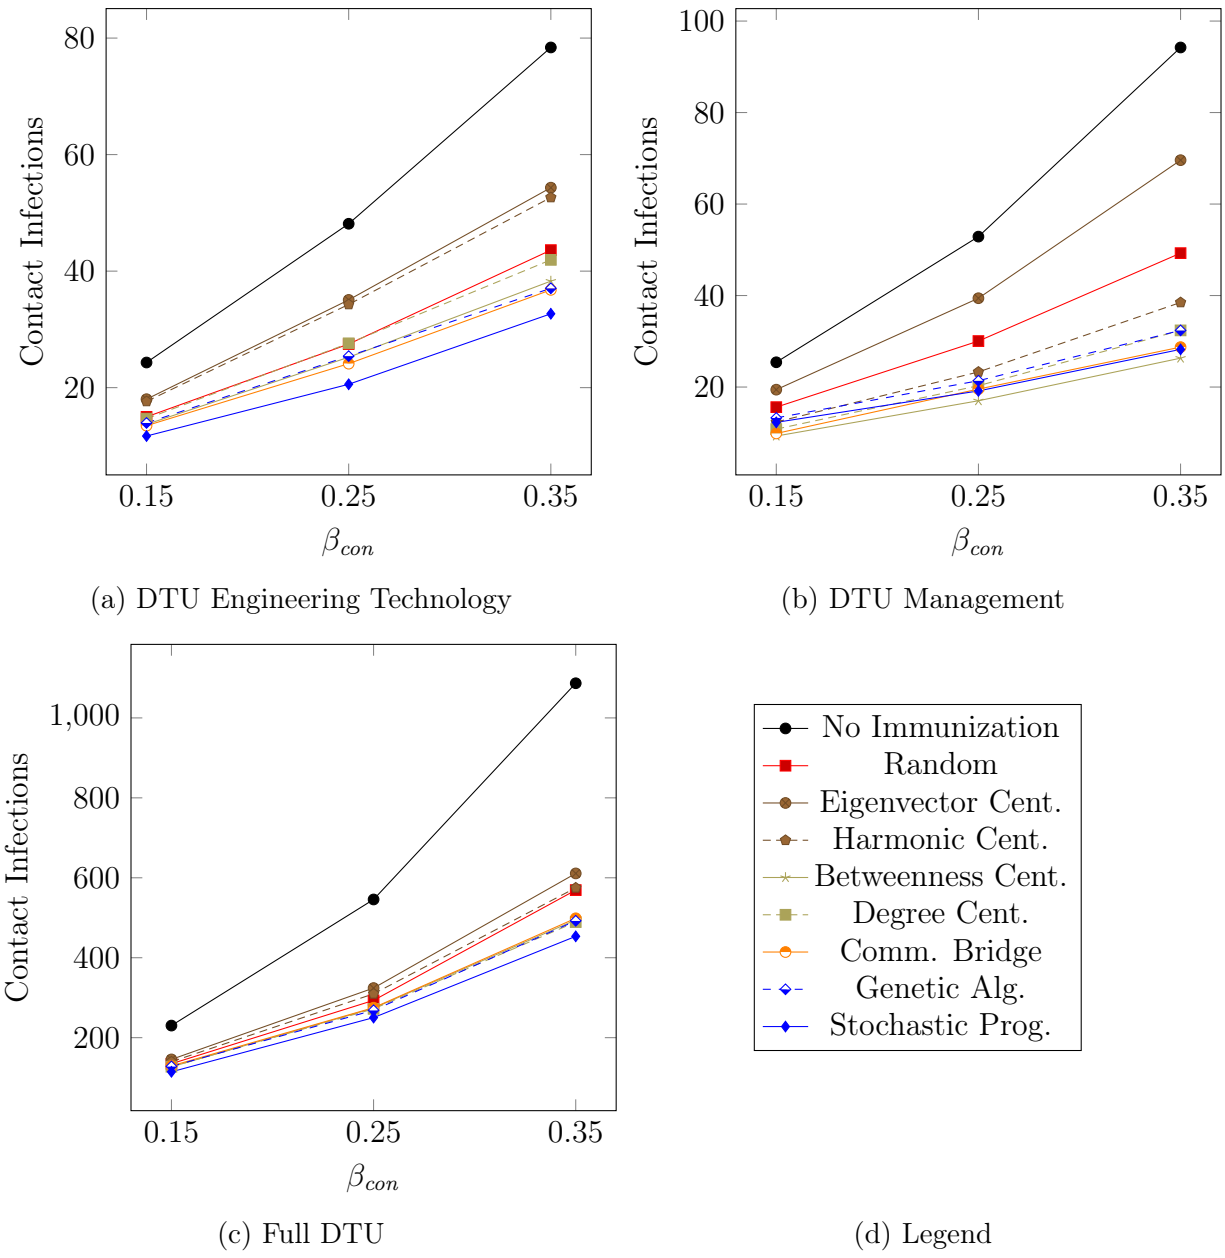 80
60
40
20
Contact Infections
0.15 0.25 0.35
β_con
(a) DTU Engineering Technology
100
80
60
40
20
Contact Infections
0.15 0.25 0.35
β_con
(b) DTU Management
1,000
800
600
400
200
Contact Infections
0.15 0.25 0.35
β_con
(c) Full DTU
No Immunization
Random
Eigenvector Cent.
Harmonic Cent.
Betweenness Cent.
Degree Cent.
Comm. Bridge
Genetic Alg.
Stochastic Prog.
(d) Legend